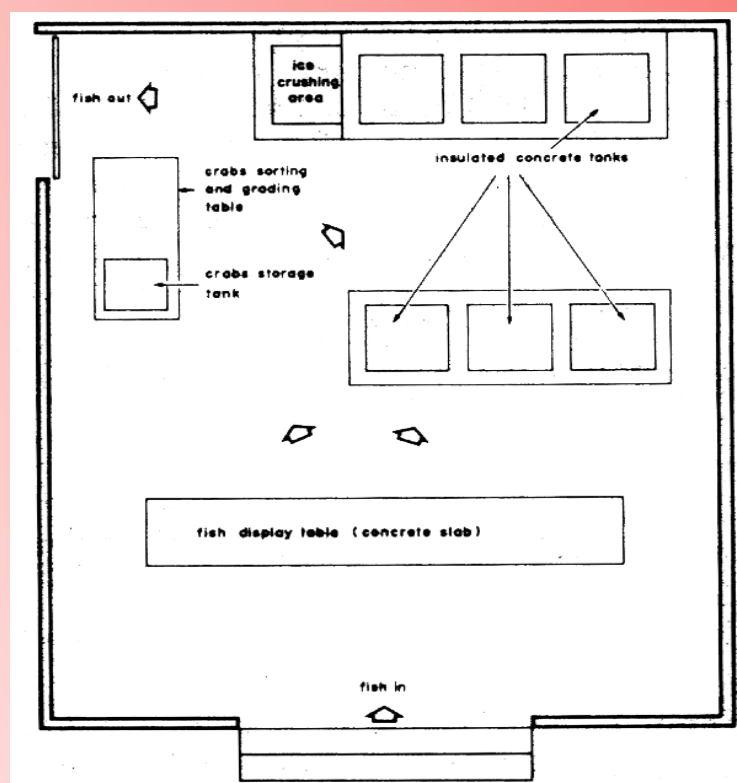 ice
crushing
area
fish out
insulated concrete tanks
crabs sorting
and grading
table
crabs storage
tank
fish display table (concrete slab)
fish in